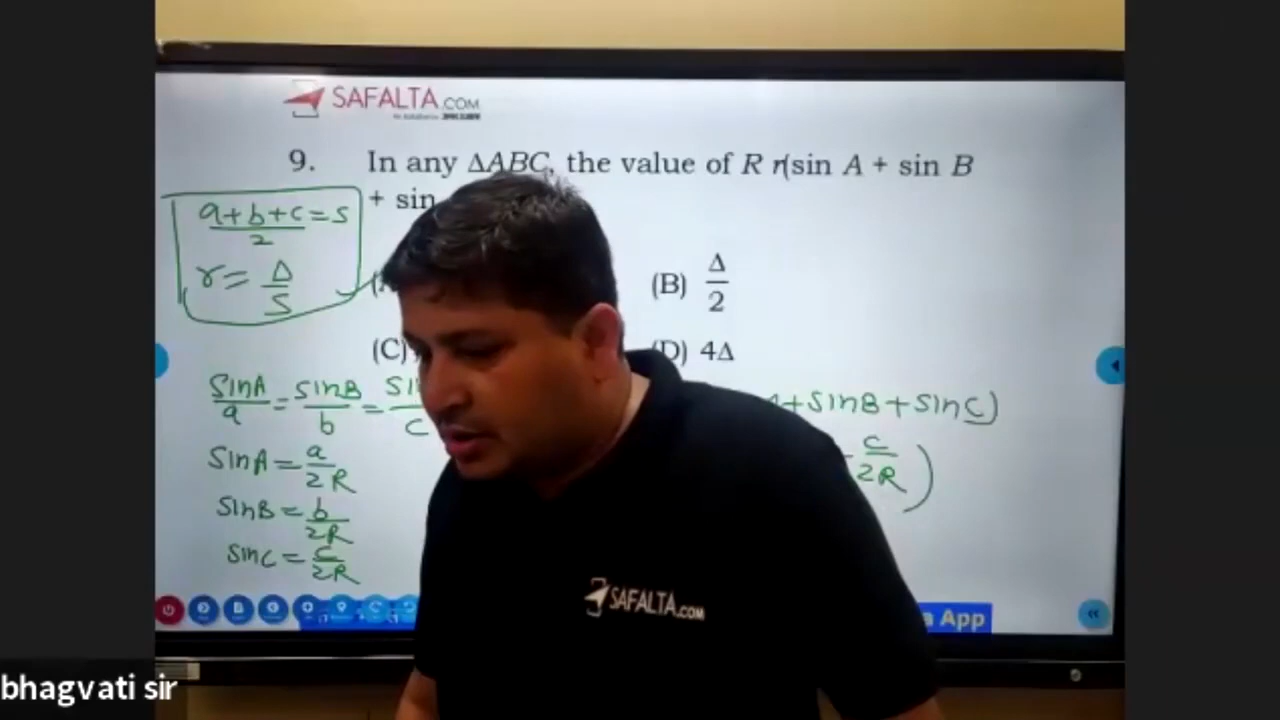 SAFALTA.COM
9. In any ΔABC, the value of R r(sin A + sin B
+ sin
a+b+c/2 = s
r = Δ/S
(B) Δ/2
(C)
(D) 4Δ
sinA/a = sinB/b = si /c
+sinB+sinC)
sinA = a/2R
c/2R)
sinB = b/2R
sinC = c/2R
SAFALTA.COM
App
bhagvati sir